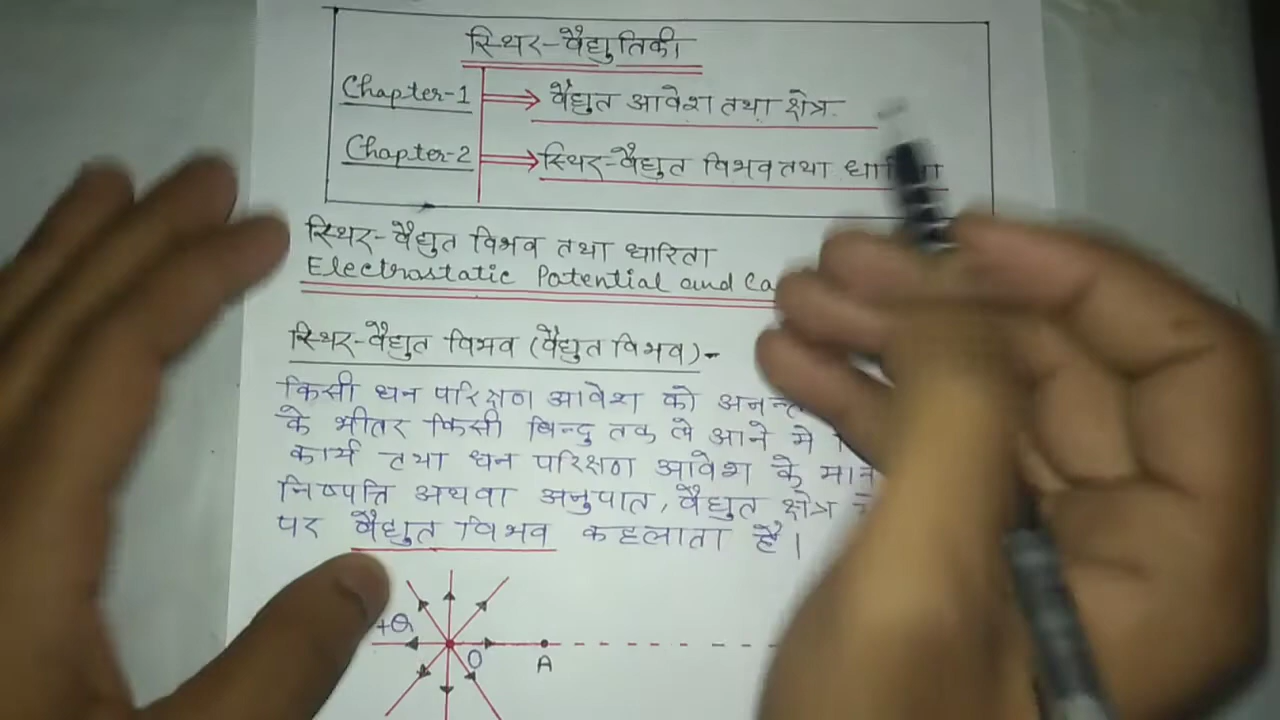 स्थिर-वैद्युतिकी
Chapter-1 वैद्युत आवेश तथा क्षेत्र
Chapter-2 स्थिर-वैद्युत विभव तथा
स्थिर-वैद्युत विभव तथा धारिता
Electrostatic Potential and
स्थिर-वैद्युत विभव (वैद्युत विभव)-
किसी धन परिक्षण आवेश को
के भीतर किसी बिन्दु तक ले आने मे
कार्य तथा धन परिक्षण आवेश के
निष्पत्ति अथवा अनुपात, वैद्युत क्षेत्र
पर वैद्युत विभव कहलाता है।
+Q
O A